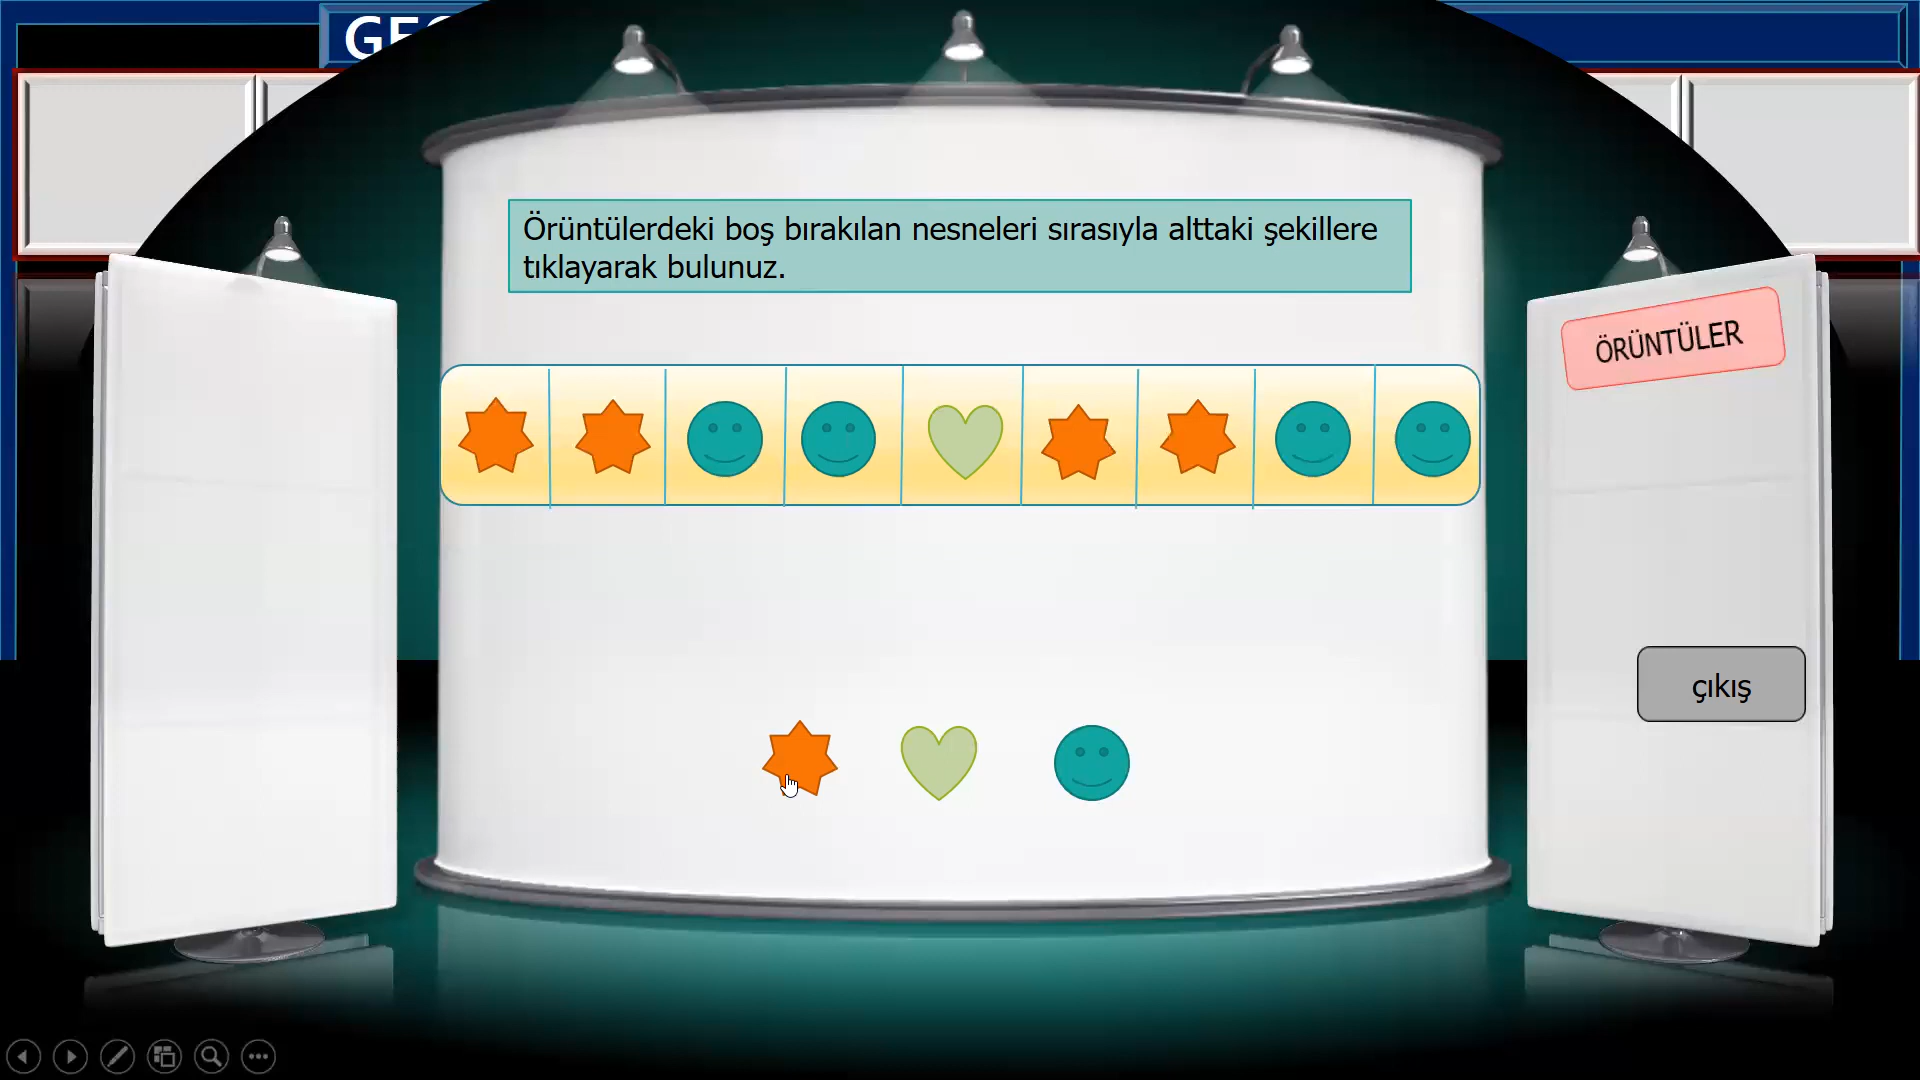 Örüntülerdeki boş bırakılan nesneleri sırasıyla alttaki şekillere
tıklayarak bulunuz.
ÖRÜNTÜLER
çıkış